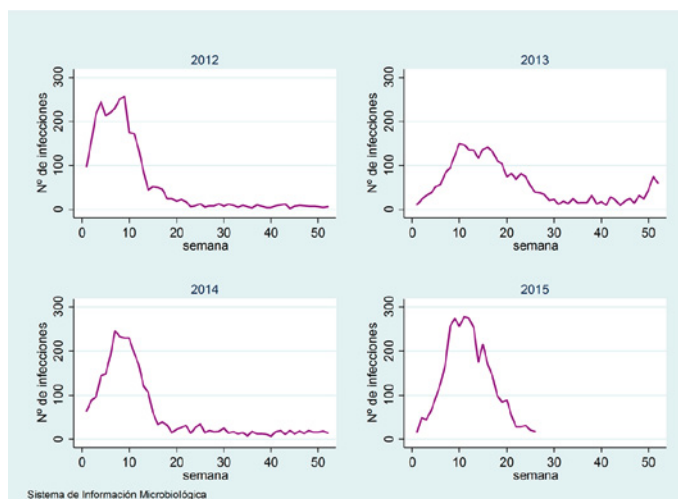 2012
Nº de infecciones
0 100 200 300
0 10 20 30 40 50
semana
2013
Nº de infecciones
0 100 200 300
0 10 20 30 40 50
semana
2014
Nº de infecciones
0 100 200 300
0 10 20 30 40 50
semana
2015
Nº de infecciones
0 100 200 300
0 10 20 30 40 50
semana
Sistema de Información Microbiológica